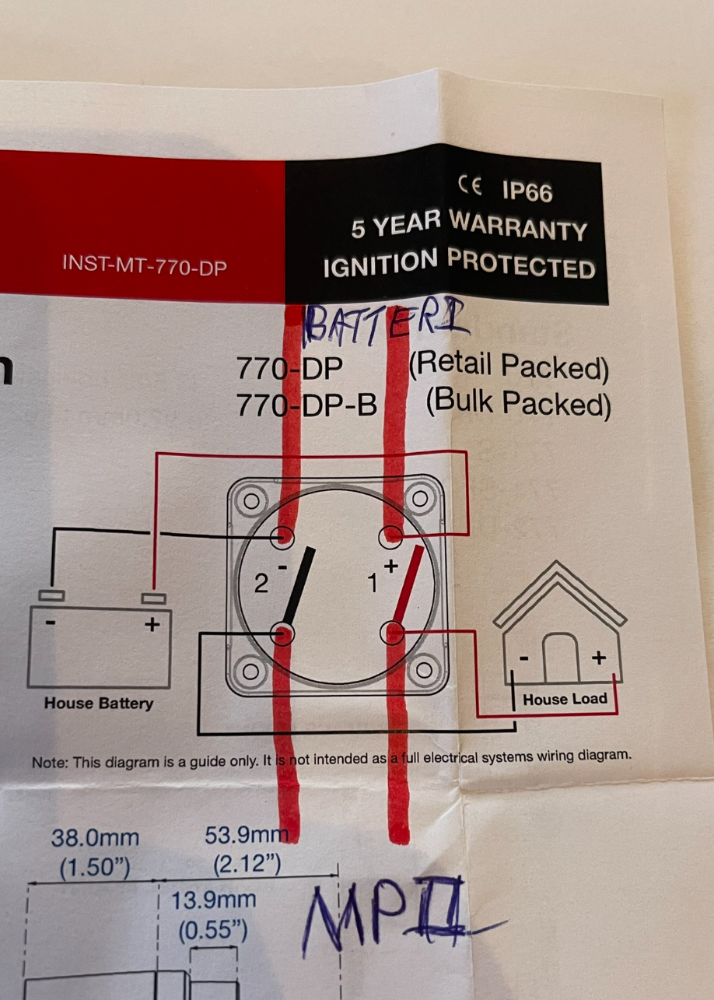 CE IP66
5 YEAR WARRANTY
INST-MT-770-DP
IGNITION PROTECTED
BATTERI
n
770-DP (Retail Packed)
770-DP-B (Bulk Packed)
2 - 1 +
- +
- +
House Battery
House Load
Note: This diagram is a guide only. It is not intended as a full electrical systems wiring diagram.
38.0mm 53.9mm
(1.50”) (2.12”)
13.9mm
(0.55”)
MPII